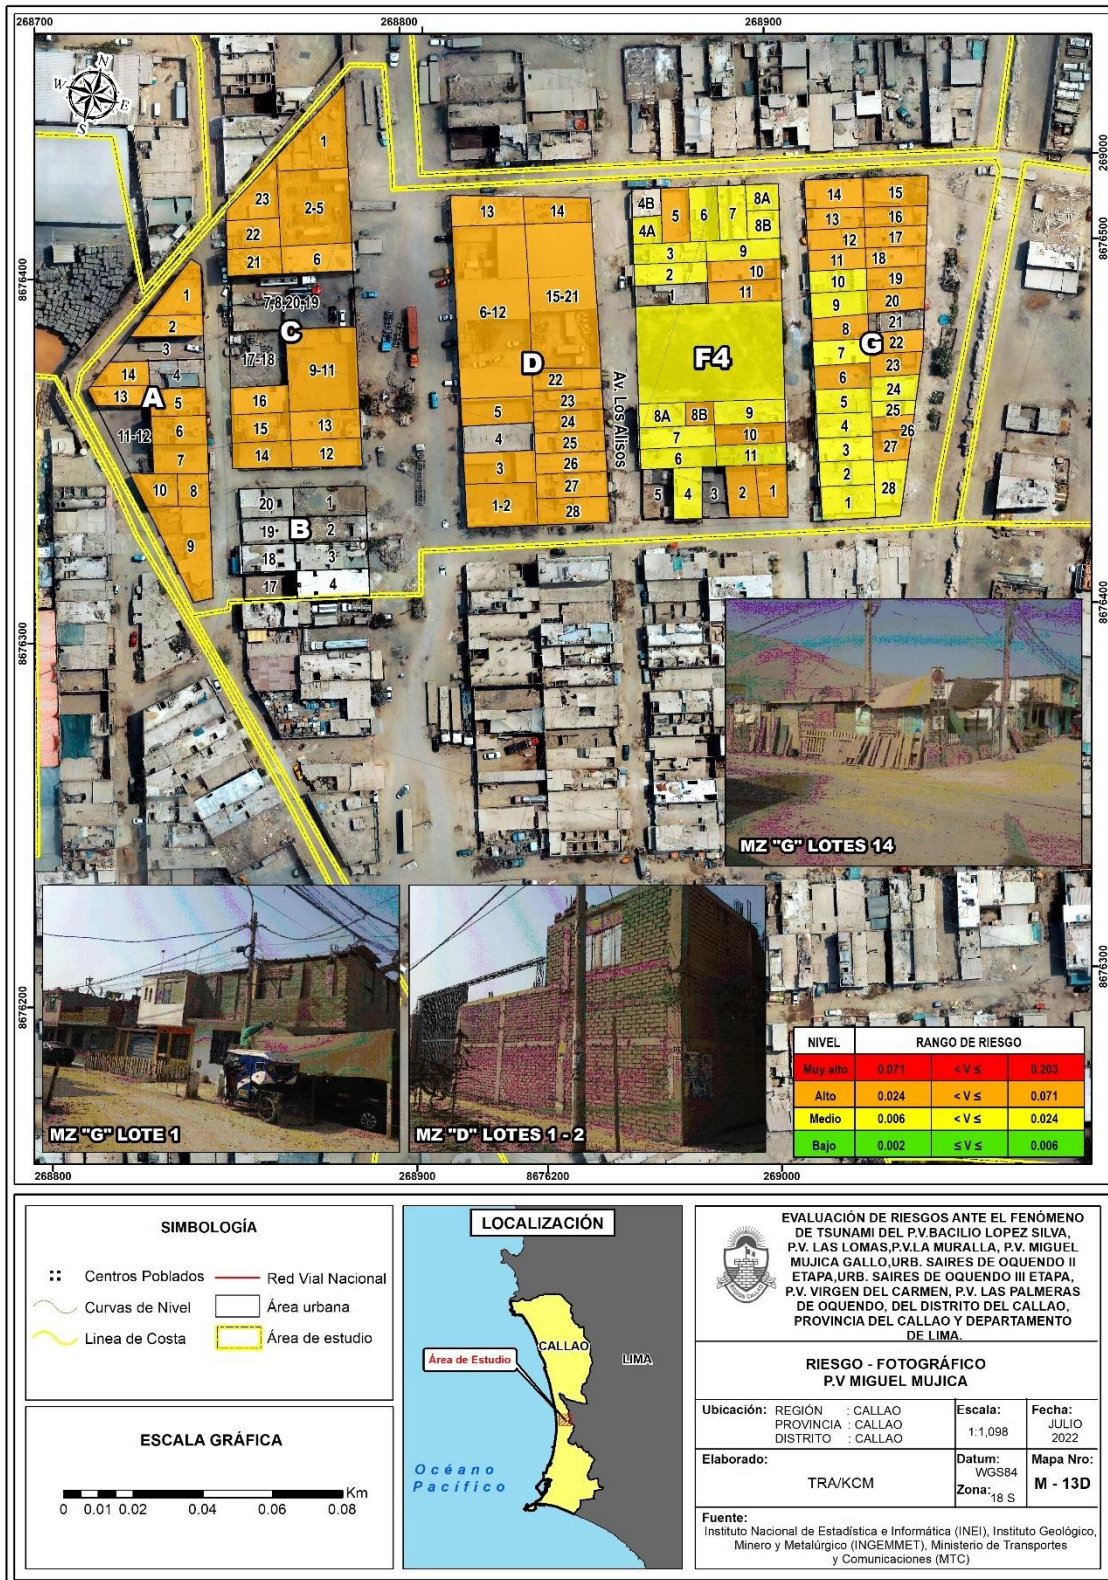 268700
268800
268900
N
W
E
S
269000
8676500
8676400
8676400
8676300
8676300
8676200
1
23
2-5
22
21
6
7,8,20,19
C
17-18
9-11
16
15
13
14
12
1
2
3
14
4
13
A
5
11-12
6
7
10
8
9
20
1
19
B
2
18
3
17
4
13
14
6-12
15-21
D
22
5
23
24
4
25
3
26
27
1-2
28
Av. Los Alisos
4B
5
6
7
8A
4A
8B
3
9
2
10
1
11
F4
8A
8B
9
7
10
6
11
5
4
3
2
1
14
15
13
16
12
17
11
18
10
19
9
20
8
21
7
G
22
23
6
24
5
25
4
26
3
27
2
28
1
MZ "G" LOTES 14
MZ "G" LOTE 1
MZ "D" LOTES 1 - 2
NIVEL RANGO DE RIESGO
Muy alto 0.071 < V ≤ 0.203
Alto 0.024 < V ≤ 0.071
Medio 0.006 < V ≤ 0.024
Bajo 0.002 ≤ V ≤ 0.006
268800
268900
8676200
269000
SIMBOLOGÍA
Centros Poblados
Red Vial Nacional
Curvas de Nivel
Área urbana
Linea de Costa
Área de estudio
ESCALA GRÁFICA
Km
0 0.01 0.02 0.04 0.06 0.08
LOCALIZACIÓN
CALLAO
LIMA
Área de Estudio
Océano
Pacífico
REGION CALLAO
EVALUACIÓN DE RIESGOS ANTE EL FENÓMENO
DE TSUNAMI DEL P.V.BACILIO LOPEZ SILVA,
P.V. LAS LOMAS,P.V.LA MURALLA, P.V. MIGUEL
MUJICA GALLO,URB. SAIRES DE OQUENDO II
ETAPA,URB. SAIRES DE OQUENDO III ETAPA,
P.V. VIRGEN DEL CARMEN, P.V. LAS PALMERAS
DE OQUENDO, DEL DISTRITO DEL CALLAO,
PROVINCIA DEL CALLAO Y DEPARTAMENTO
DE LIMA.
RIESGO - FOTOGRÁFICO
P.V MIGUEL MUJICA
Ubicación: REGIÓN : CALLAO
PROVINCIA : CALLAO
DISTRITO : CALLAO
Escala:
1:1,098
Fecha:
JULIO
2022
Elaborado:
TRA/KCM
Datum:
WGS84
Zona: 18 S
Mapa Nro:
M - 13D
Fuente:
Instituto Nacional de Estadística e Informática (INEI), Instituto Geológico,
Minero y Metalúrgico (INGEMMET), Ministerio de Transportes
y Comunicaciones (MTC)